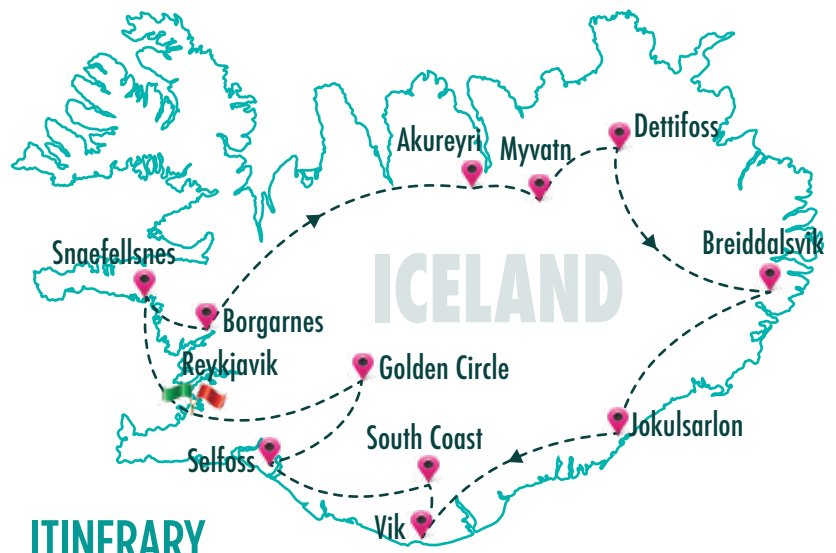 Dettifoss
Akureyri
Myvatn
Breiddalsvik
Snaefellsnes
ICELAND
Borgarnes
Reykjavik
Golden Circle
Jokulsarlon
South Coast
Selfoss
Vik
ITINERARY